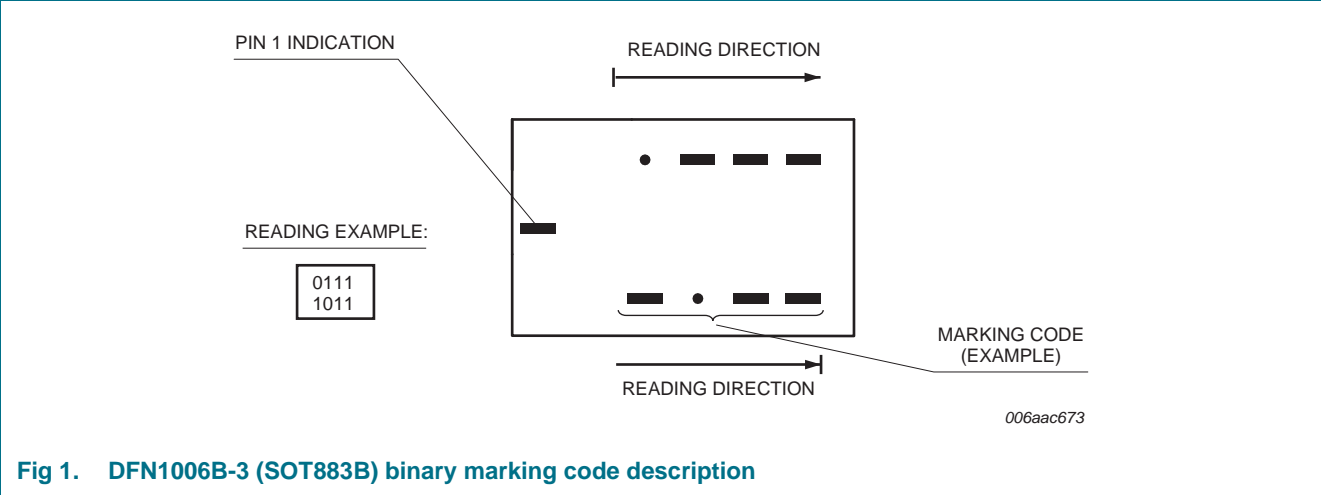 PIN 1 INDICATION
READING DIRECTION
READING EXAMPLE:
0111
1011
MARKING CODE
(EXAMPLE)
READING DIRECTION
006aac673
Fig 1. DFN1006B-3 (SOT883B) binary marking code description